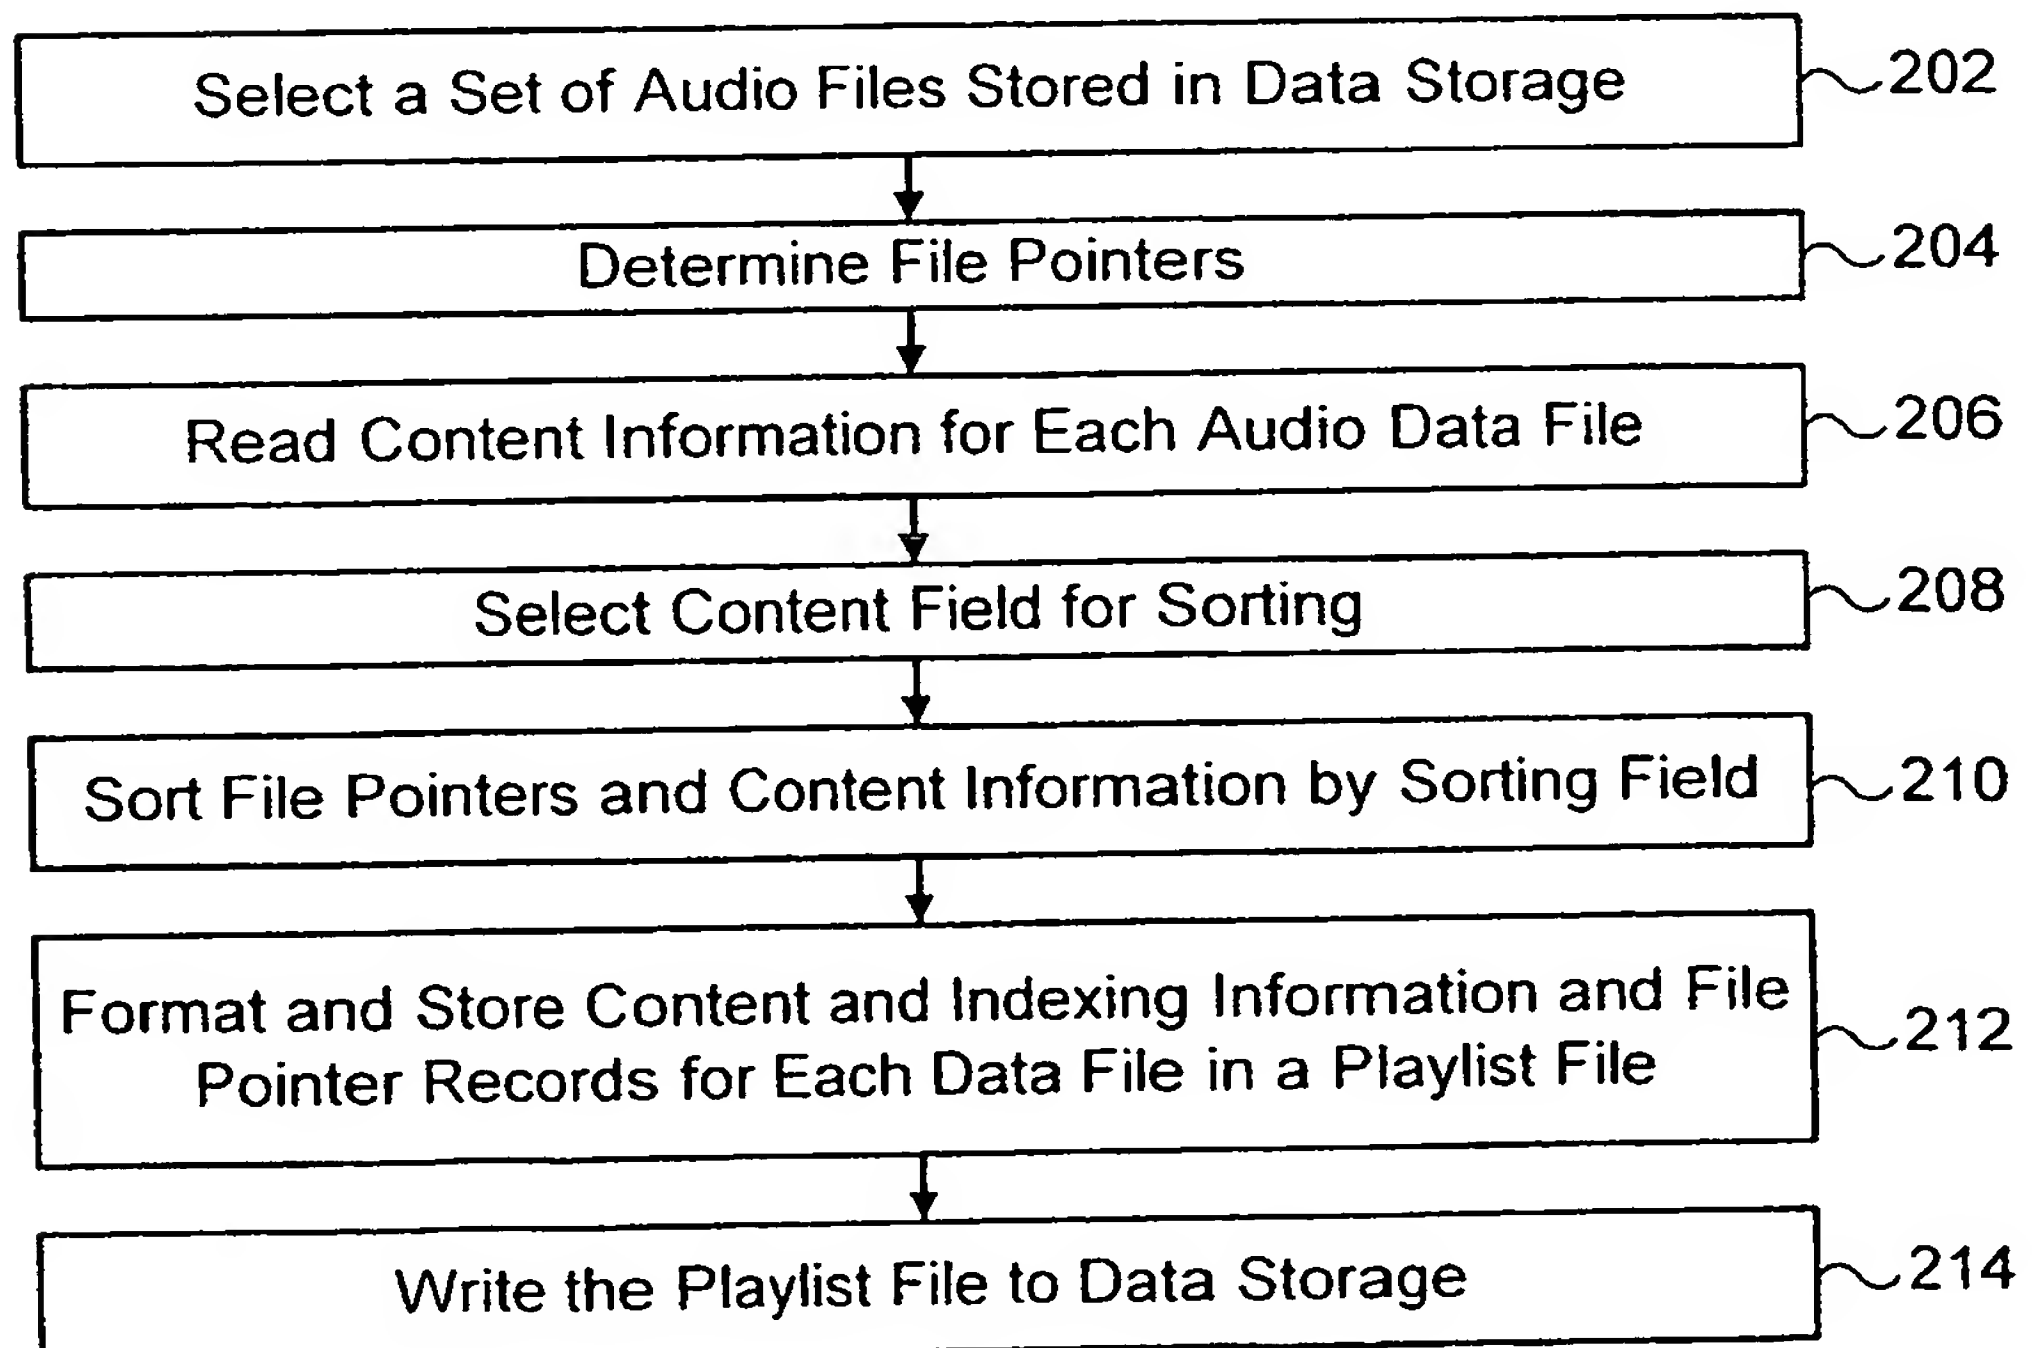 Select a Set of Audio Files Stored in Data Storage 202
Determine File Pointers 204
Read Content Information for Each Audio Data File 206
Select Content Field for Sorting 208
Sort File Pointers and Content Information by Sorting Field 210
Format and Store Content and Indexing Information and File
Pointer Records for Each Data File in a Playlist File 212
Write the Playlist File to Data Storage 214